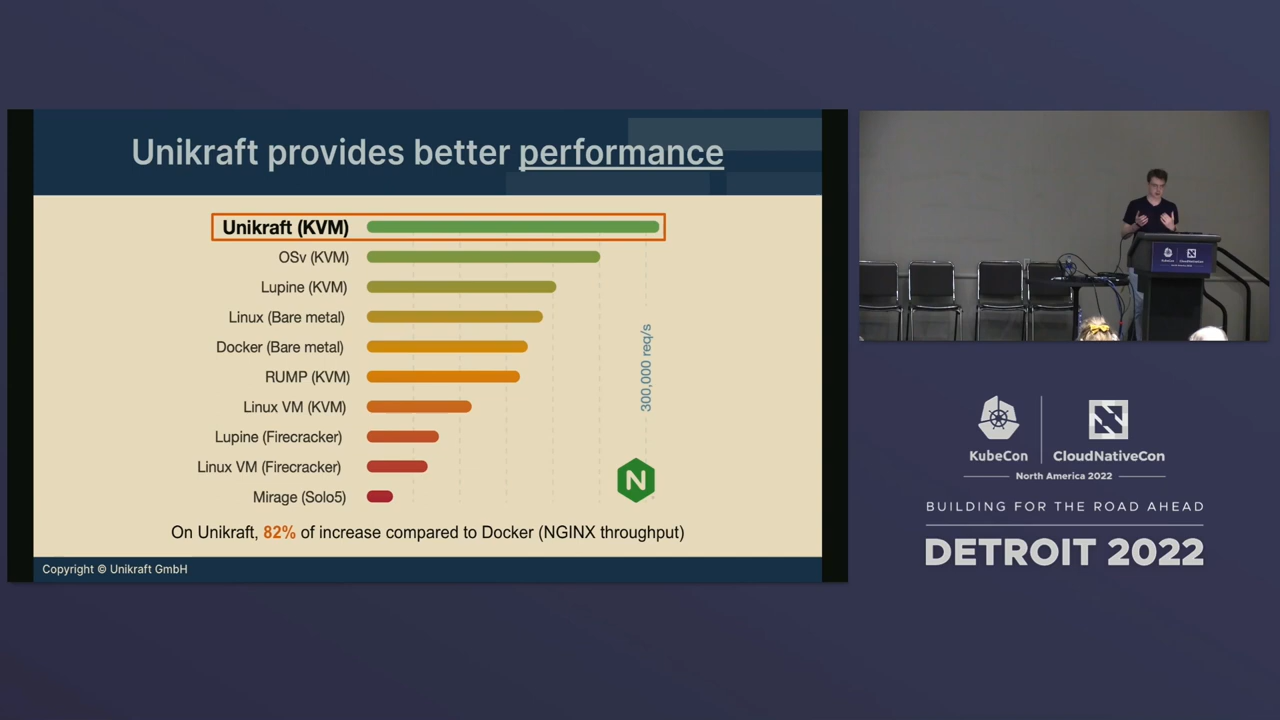 Unikraft provides better performance
Unikraft (KVM)
OSv (KVM)
Lupine (KVM)
Linux (Bare metal)
Docker (Bare metal)
RUMP (KVM)
Linux VM (KVM)
Lupine (Firecracker)
Linux VM (Firecracker)
Mirage (Solo5)
300,000 req/s
N
On Unikraft, 82% of increase compared to Docker (NGINX throughput)
Copyright © Unikraft GmbH
KubeCon
CloudNativeCon
KubeCon
CloudNativeCon
North America 2022
BUILDING FOR THE ROAD AHEAD
DETROIT 2022